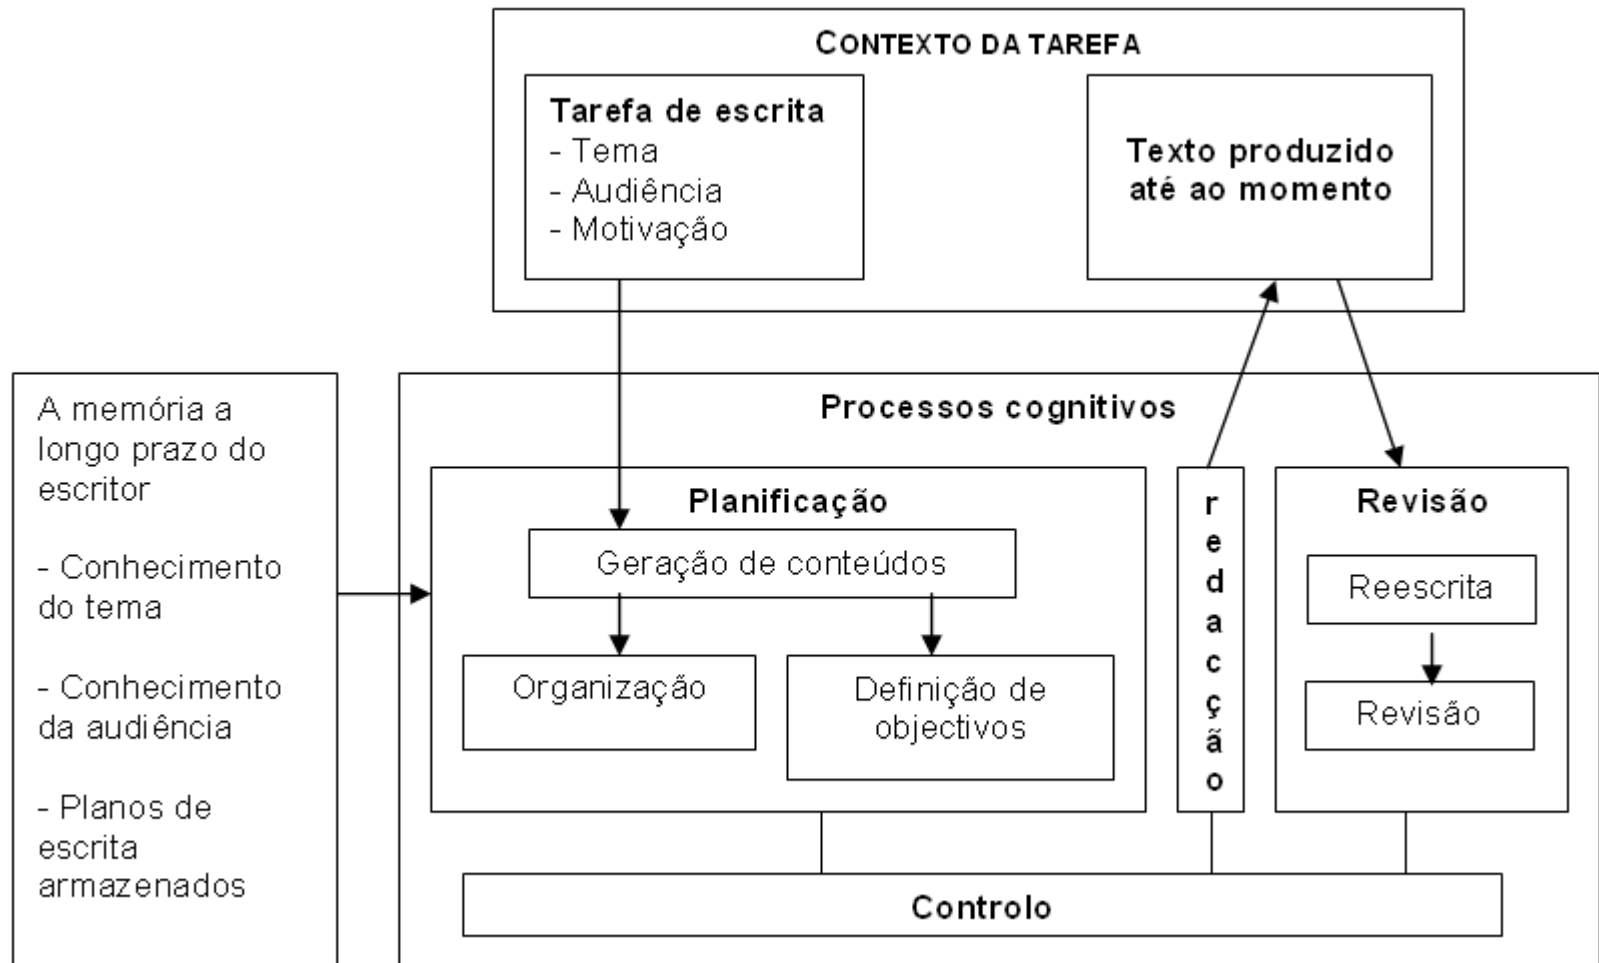 CONTEXTO DA TAREFA
Tarefa de escrita
- Tema
- Audiência
- Motivação
Texto produzido
até ao momento
A memória a
longo prazo do
escritor
- Conhecimento
do tema
- Conhecimento
da audiência
- Planos de
escrita
armazenados
Processos cognitivos
Planificação
Geração de conteúdos
Organização
Definição de
objectivos
redacção
Revisão
Reescrita
Revisão
Controlo